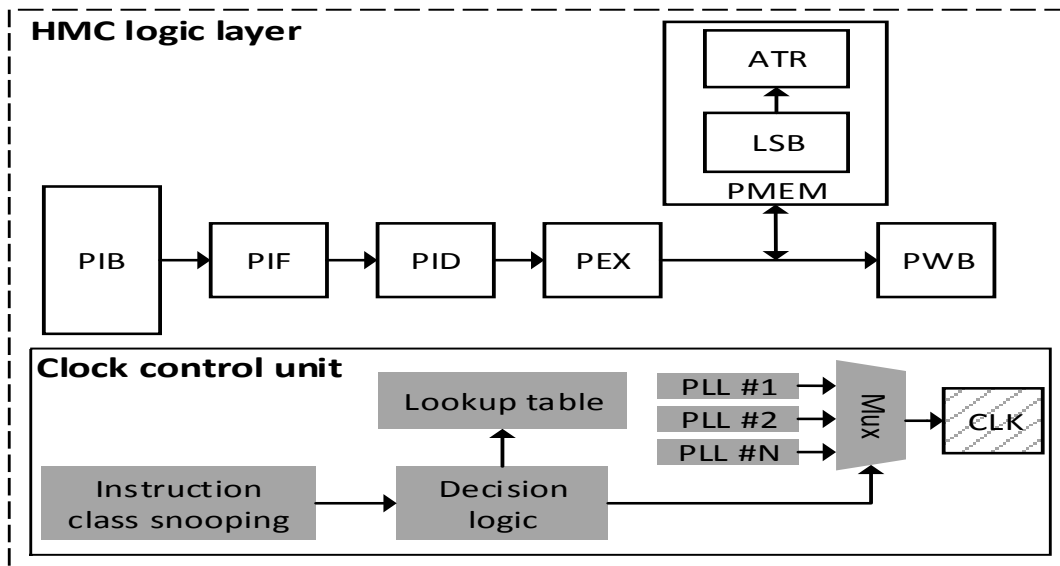 HMC logic layer
ATR
LSB
PMEM
PIB
PIF
PID
PEX
PWB
Clock control unit
Lookup table
PLL #1
PLL #2
PLL #N
Mux
CLK
Instruction
class snooping
Decision
logic